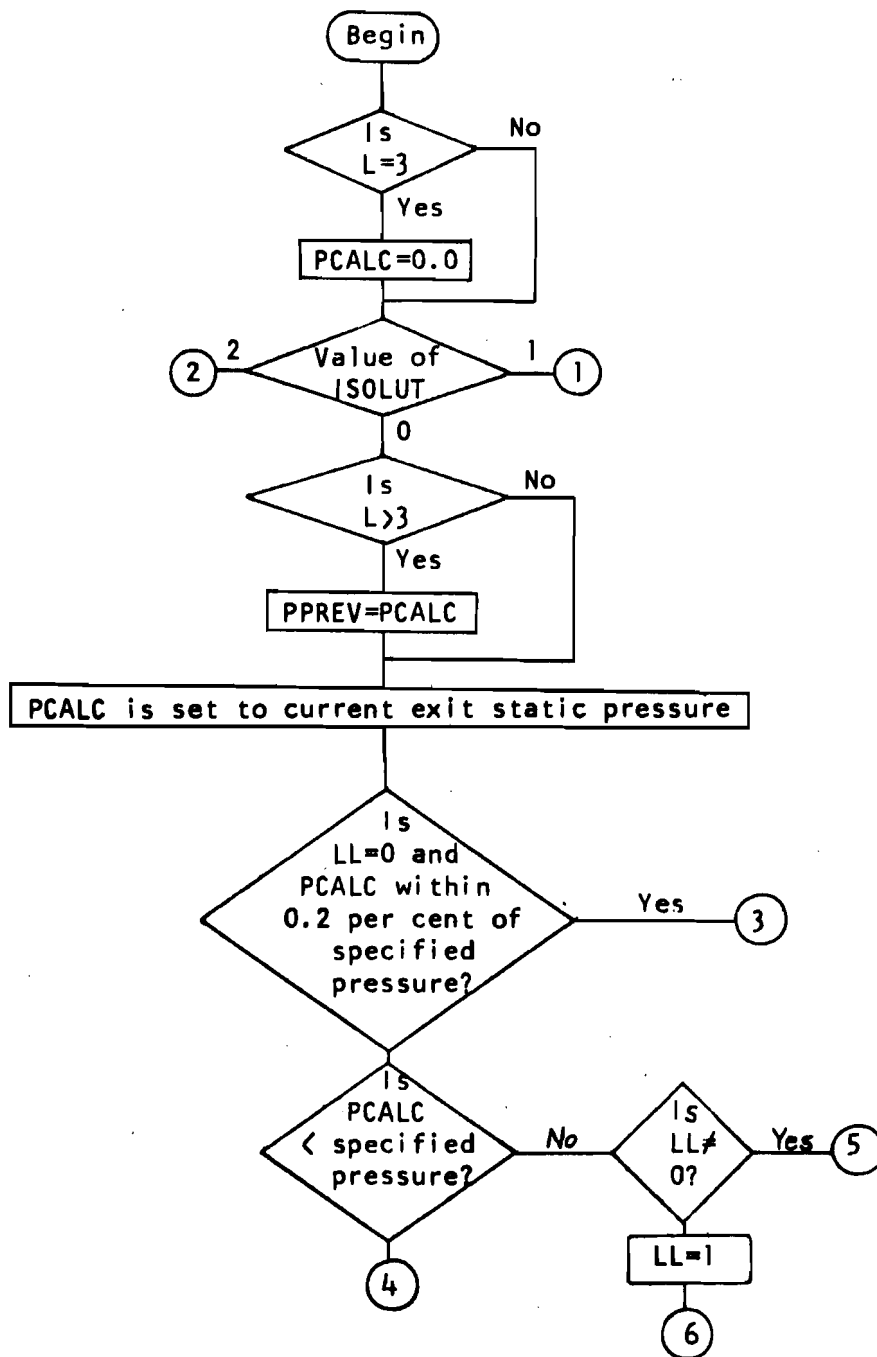 Begin
Is
L=3
No
Yes
PCALC=0.0
2
2
Value of
ISOLUT
1
1
0
Is
L>3
No
Yes
PPREV=PCALC
PCALC is set to current exit static pressure
Is
LL=0 and
PCALC within
0.2 per cent of
specified
pressure?
Yes
3
Is
PCALC
< specified
pressure?
No
Is
LL≠
0?
Yes
5
4
LL=1
6